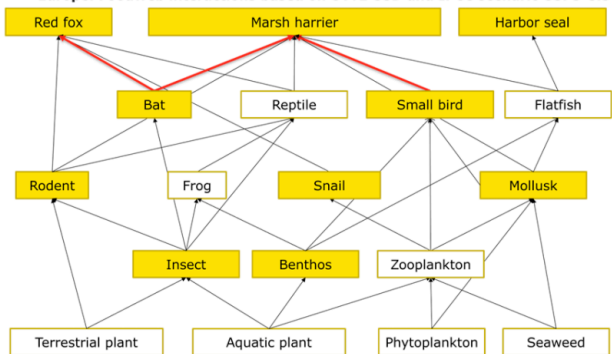 Red fox
Marsh harrier
Harbor seal
Bat
Reptile
Small bird
Flatfish
Rodent
Frog
Snail
Mollusk
Insect
Benthos
Zooplankton
Terrestrial plant
Aquatic plant
Phytoplankton
Seaweed